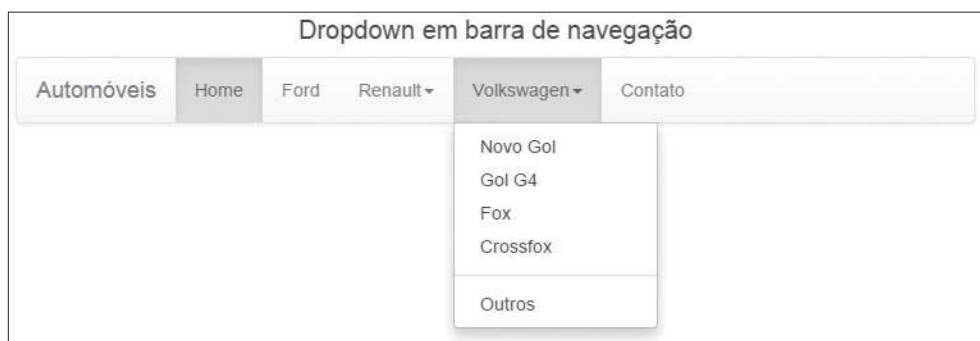 Dropdown em barra de navegação
Automóveis Home Ford Renault Volkswagen Contato
Novo Gol
Gol G4
Fox
Crossfox
Outros